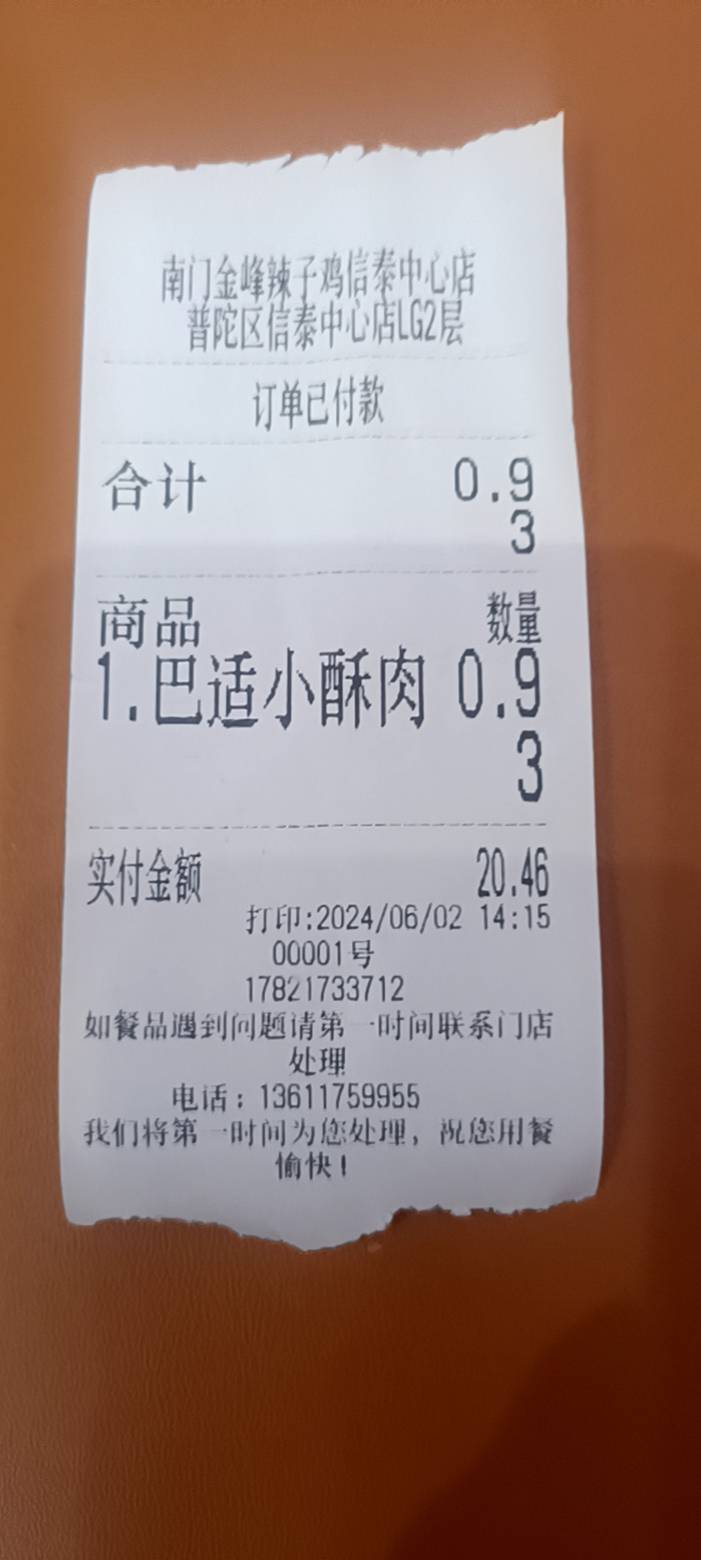 南门金峰辣子鸡信泰中心店
普陀区信泰中心店LG2层
订单已付款
合计 0.9
3
商品 数量
1.巴适小酥肉 0.9
3
实付金额 20.46
打印:2024/06/02 14:15
00001号
17821733712
如餐品遇到问题请第一时间联系门店
处理
电话：13611759955
我们将第一时间为您处理，祝您用餐
愉快！